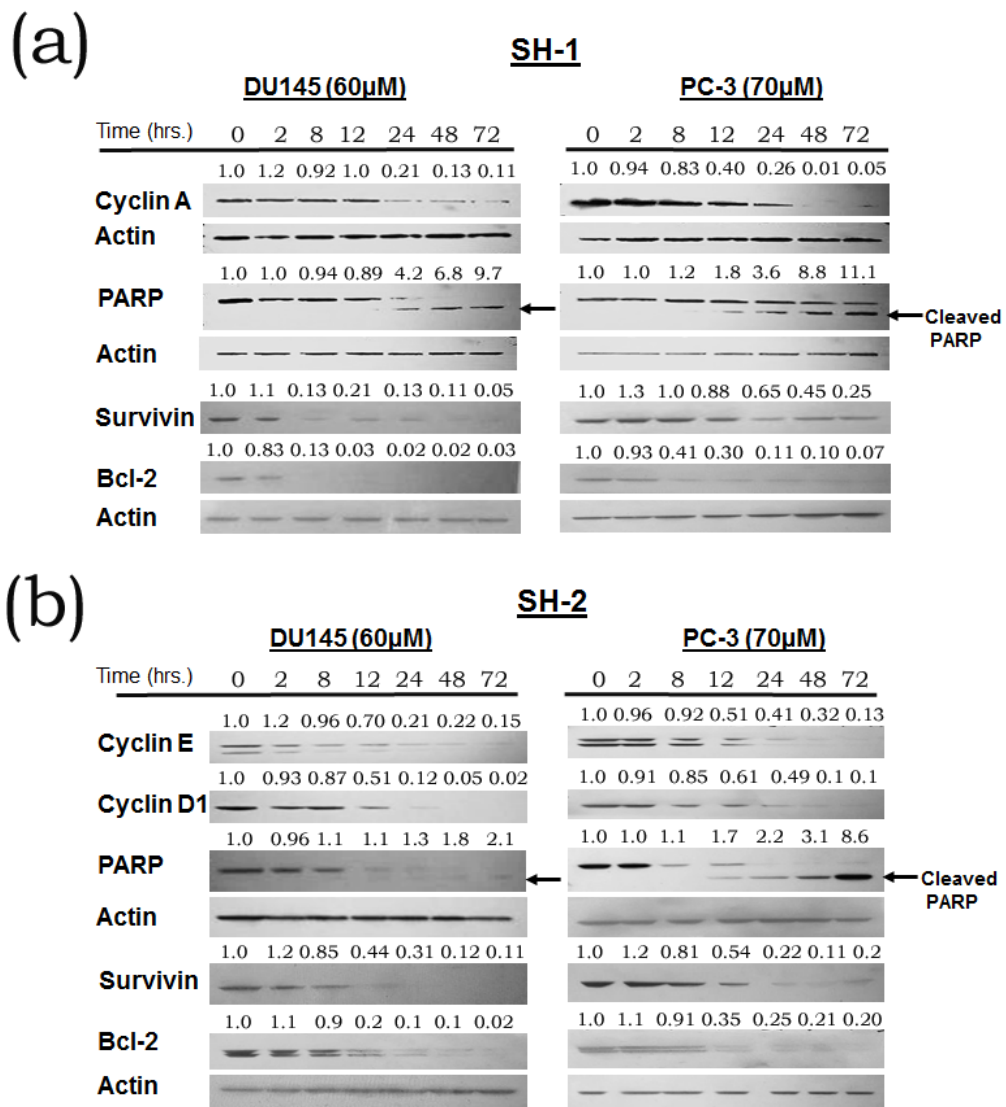 (a)
SH-1
DU145 (60µM) PC-3 (70µM)
Time (hrs.) 0 2 8 12 24 48 72 0 2 8 12 24 48 72
1.0 1.2 0.92 1.0 0.21 0.13 0.11 1.0 0.94 0.83 0.40 0.26 0.01 0.05
Cyclin A
Actin
1.0 1.0 0.94 0.89 4.2 6.8 9.7 1.0 1.0 1.2 1.8 3.6 8.8 11.1
PARP
Cleaved
PARP
Actin
1.0 1.1 0.13 0.21 0.13 0.11 0.05 1.0 1.3 1.0 0.88 0.65 0.45 0.25
Survivin
1.0 0.83 0.13 0.03 0.02 0.02 0.03 1.0 0.93 0.41 0.30 0.11 0.10 0.07
Bcl-2
Actin
(b)
SH-2
DU145 (60µM) PC-3 (70µM)
Time (hrs.) 0 2 8 12 24 48 72 0 2 8 12 24 48 72
1.0 1.2 0.96 0.70 0.21 0.22 0.15 1.0 0.96 0.92 0.51 0.41 0.32 0.13
Cyclin E
1.0 0.93 0.87 0.51 0.12 0.05 0.02 1.0 0.91 0.85 0.61 0.49 0.1 0.1
Cyclin D1
1.0 0.96 1.1 1.1 1.3 1.8 2.1 1.0 1.0 1.1 1.7 2.2 3.1 8.6
PARP
Cleaved
PARP
Actin
1.0 1.2 0.85 0.44 0.31 0.12 0.11 1.0 1.2 0.81 0.54 0.22 0.11 0.2
Survivin
1.0 1.1 0.9 0.2 0.1 0.1 0.02 1.0 1.1 0.91 0.35 0.25 0.21 0.20
Bcl-2
Actin